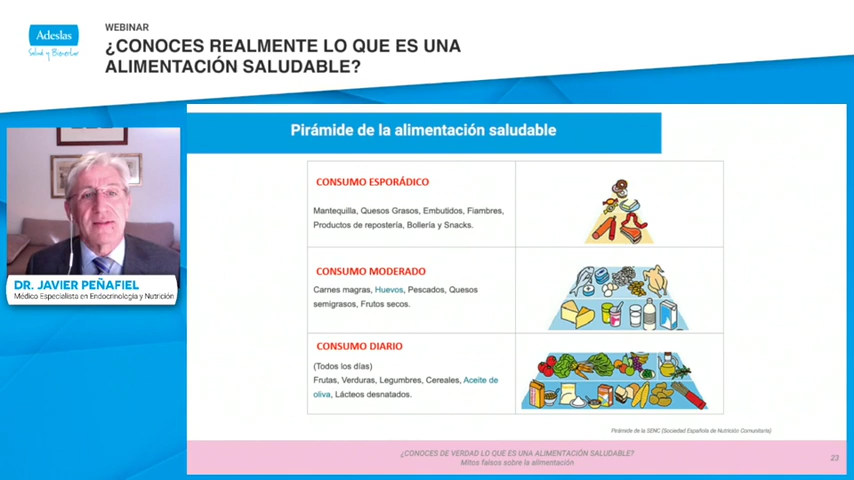 Adeslas
Salud y Bienestar
WEBINAR
¿CONOCES REALMENTE LO QUE ES UNA
ALIMENTACIÓN SALUDABLE?
Pirámide de la alimentación saludable
CONSUMO ESPORÁDICO
Mantequilla, Quesos Grasos, Embutidos, Fiambres,
Productos de repostería, Bollería y Snacks.
CONSUMO MODERADO
Carnes magras, Huevos, Pescados, Quesos
semigrasos, Frutos secos.
CONSUMO DIARIO
(Todos los días)
Frutas, Verduras, Legumbres, Cereales, Aceite de
oliva, Lácteos desnatados.
DR. JAVIER PEÑAFIEL
Médico Especialista en Endocrinología y Nutrición
Pirámide de la SENC (Sociedad Española de Nutrición Comunitaria)
¿CONOCES DE VERDAD LO QUE ES UNA ALIMENTACIÓN SALUDABLE?
Mitos falsos sobre la alimentación
23